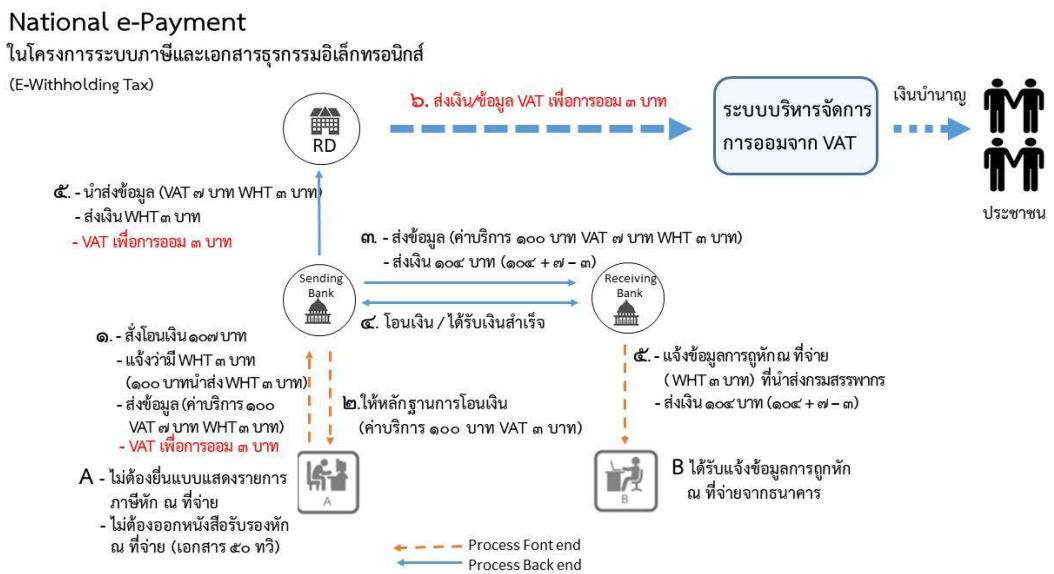 National e-Payment
ในโครงการระบบภาษีและเอกสารธุรกรรมอิเล็กทรอนิกส์
(E-Withholding Tax)
RD
๖. ส่งเงิน/ข้อมูล VAT เพื่อการออม ๓ บาท
ระบบบริหารจัดการ
การออมจาก VAT
เงินบำนาญ
ประชาชน
๕. - นำส่งข้อมูล (VAT ๗ บาท WHT ๓ บาท)
- ส่งเงิน WHT ๓ บาท
- VAT เพื่อการออม ๓ บาท
๓. - ส่งข้อมูล (ค่าบริการ ๑๐๐ บาท VAT ๗ บาท WHT ๓ บาท)
- ส่งเงิน ๑๐๔ บาท (๑๐๔ + ๗ – ๓)
Sending
Bank
Receiving
Bank
๔. โอนเงิน / ได้รับเงินสำเร็จ
๑. - สั่งโอนเงิน ๑๐๗ บาท
- แจ้งว่ามี WHT ๓ บาท
(๑๐๐ บาทนำส่ง WHT ๓ บาท)
- ส่งข้อมูล (ค่าบริการ ๑๐๐
VAT ๗ บาท WHT ๓ บาท)
- VAT เพื่อการออม ๓ บาท
๒.ให้หลักฐานการโอนเงิน
(ค่าบริการ ๑๐๐ บาท VAT ๓ บาท)
๕. - แจ้งข้อมูลการถูหักณ ที่จ่าย
(WHT ๓ บาท) ที่นำส่งกรมสรรพากร
- ส่งเงิน ๑๐๔ บาท (๑๐๔ + ๗ – ๓)
A - ไม่ต้องยื่นแบบแสดงรายการ
ภาษีหัก ณ ที่จ่าย
- ไม่ต้องออกหนังสือรับรองหัก
ณ ที่จ่าย (เอกสาร ๕๐ ทวิ)
A
B
B ได้รับแจ้งข้อมูลการถูกหัก
ณ ที่จ่ายจากธนาคาร
Process Font end
Process Back end